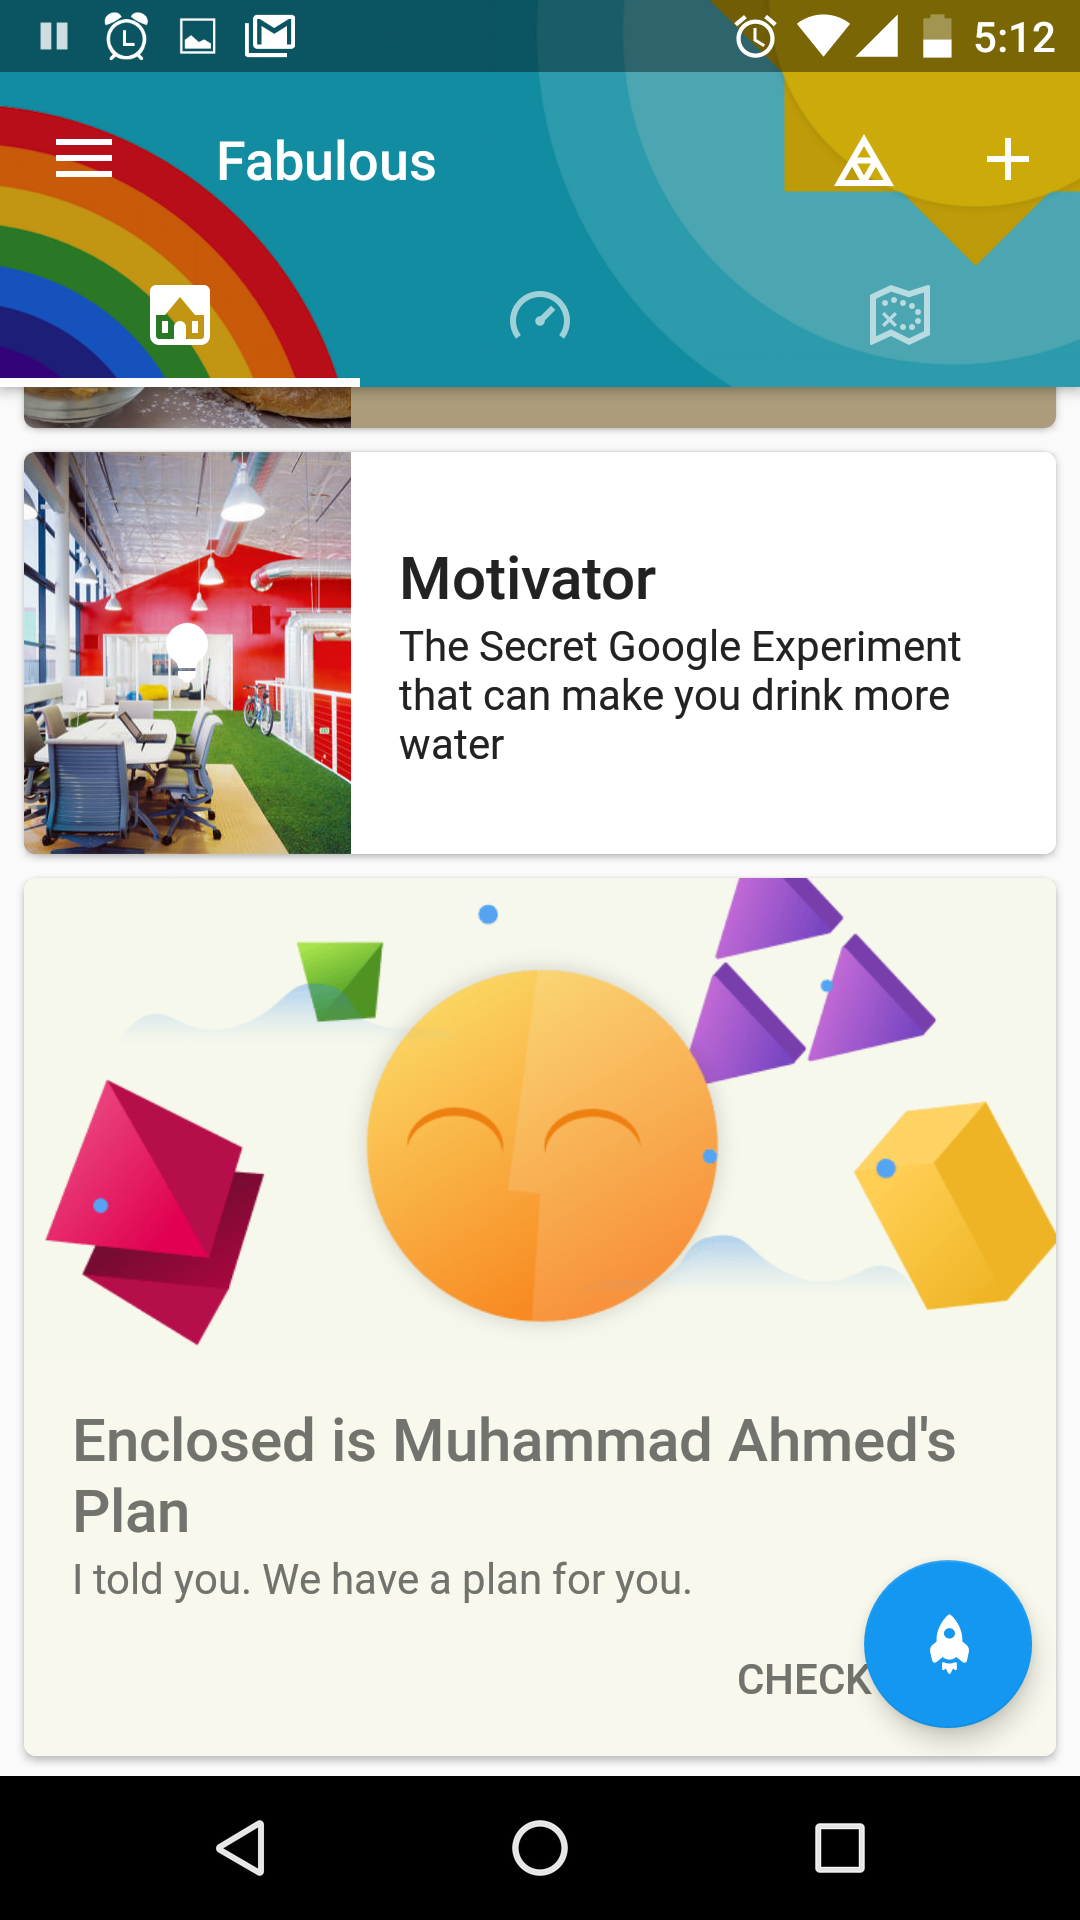 5:12
Fabulous
Motivator
The Secret Google Experiment
that can make you drink more
water
Enclosed is Muhammad Ahmed's
Plan
I told you. We have a plan for you.
CHECK